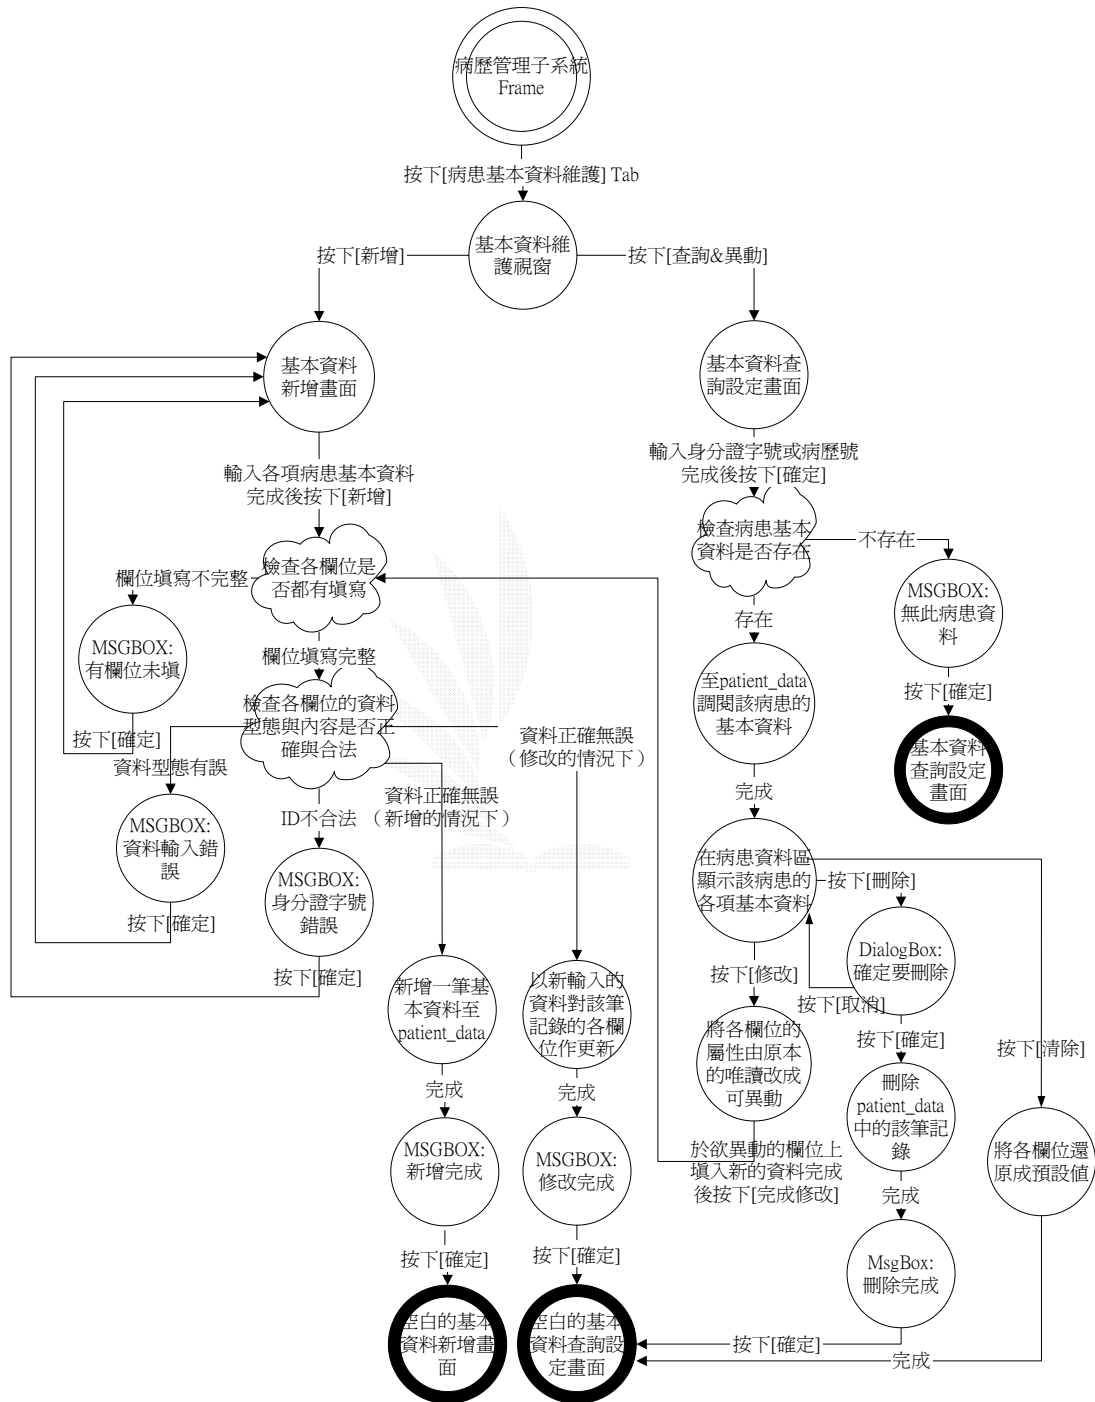 病歷管理子系統
Frame
按下[病患基本資料維護] Tab
基本資料維
護視窗
按下[新增]
按下[查詢&異動]
基本資料
新增畫面
基本資料查
詢設定畫面
輸入各項病患基本資料
完成後按下[新增]
輸入身分證字號或病歷號
完成後按下[確定]
檢查各欄位是
否都有填寫
檢查病患基本
資料是否存在
不存在
欄位填寫不完整
MSGBOX:
無此病患資
料
存在
MSGBOX:
有欄位未填
欄位填寫完整
按下[確定]
至patient_data
調閱該病患的
基本資料
按下[確定]
檢查各欄位的資料
型態與內容是否正
確與合法
資料正確無誤
（修改的情況下）
基本資料
查詢設定
畫面
資料型態有誤
完成
資料正確無誤
（新增的情況下）
ID不合法
MSGBOX:
資料輸入錯
誤
在病患資料區
顯示該病患的
各項基本資料
按下[刪除]
MSGBOX:
身分證字號
錯誤
按下[確定]
DialogBox:
確定要刪除
按下[確定]
按下[修改]
按下[取消]
新增一筆基
本資料至
patient_data
以新輸入的
資料對該筆
記錄的各欄
位作更新
將各欄位的
屬性由原本
的唯讀改成
可異動
按下[確定]
按下[清除]
完成
完成
刪除
patient_data
中的該筆記
錄
MSGBOX:
新增完成
MSGBOX:
修改完成
於欲異動的欄位上
填入新的資料完成
後按下[完成修改]
將各欄位還
原成預設值
完成
按下[確定]
按下[確定]
MsgBox:
刪除完成
空白的基本
資料新增畫
面
空白的基本
資料查詢設
定畫面
按下[確定]
完成